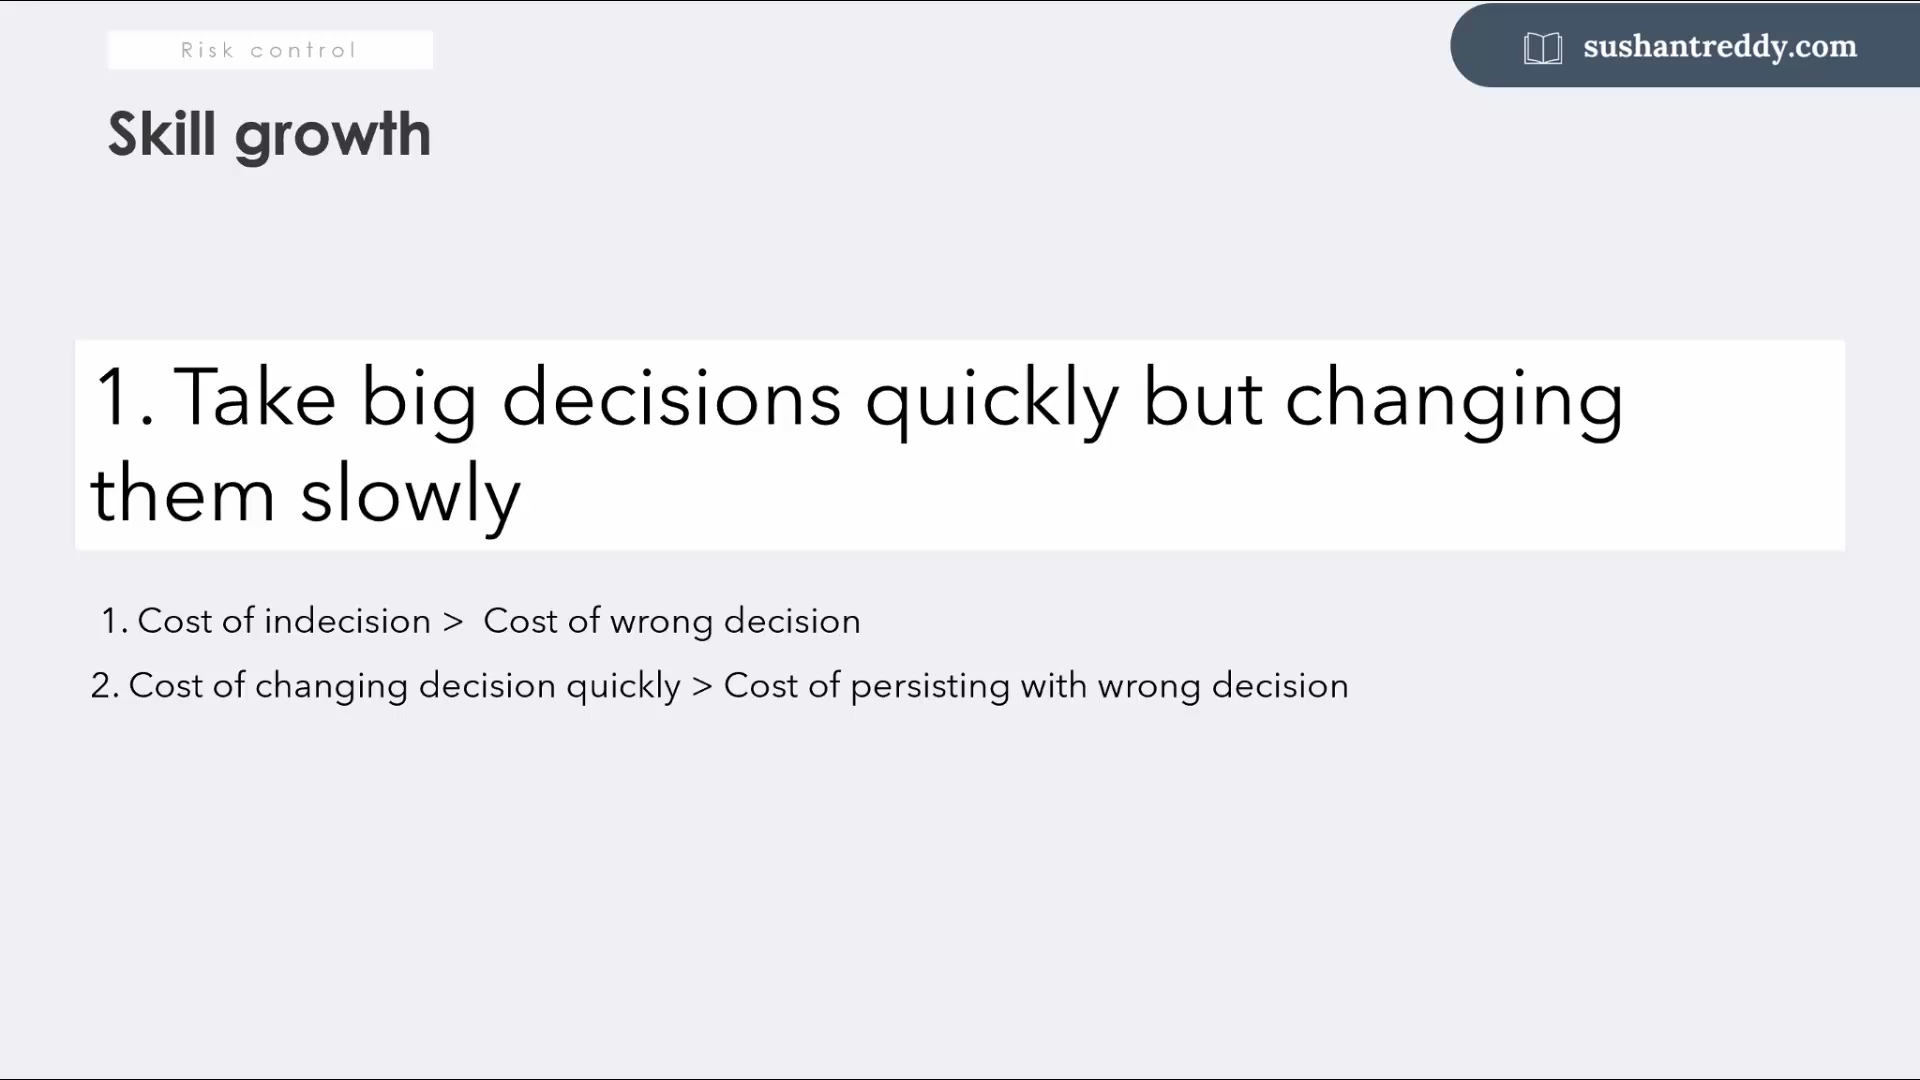 Risk control
sushantreddy.com
Skill growth
1. Take big decisions quickly but changing
them slowly
1. Cost of indecision > Cost of wrong decision
2. Cost of changing decision quickly > Cost of persisting with wrong decision